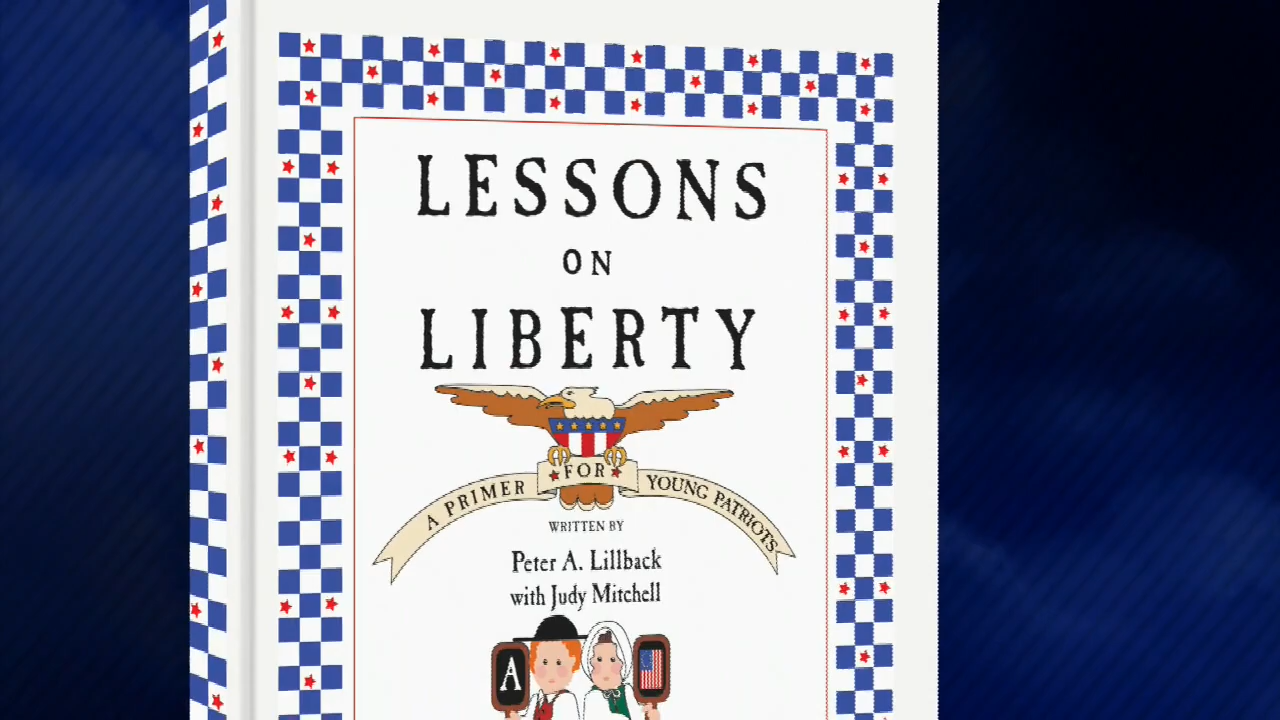 LESSONS
ON
LIBERTY
A PRIMER FOR YOUNG PATRIOTS
WRITTEN BY
Peter A. Lillback
with Judy Mitchell
A